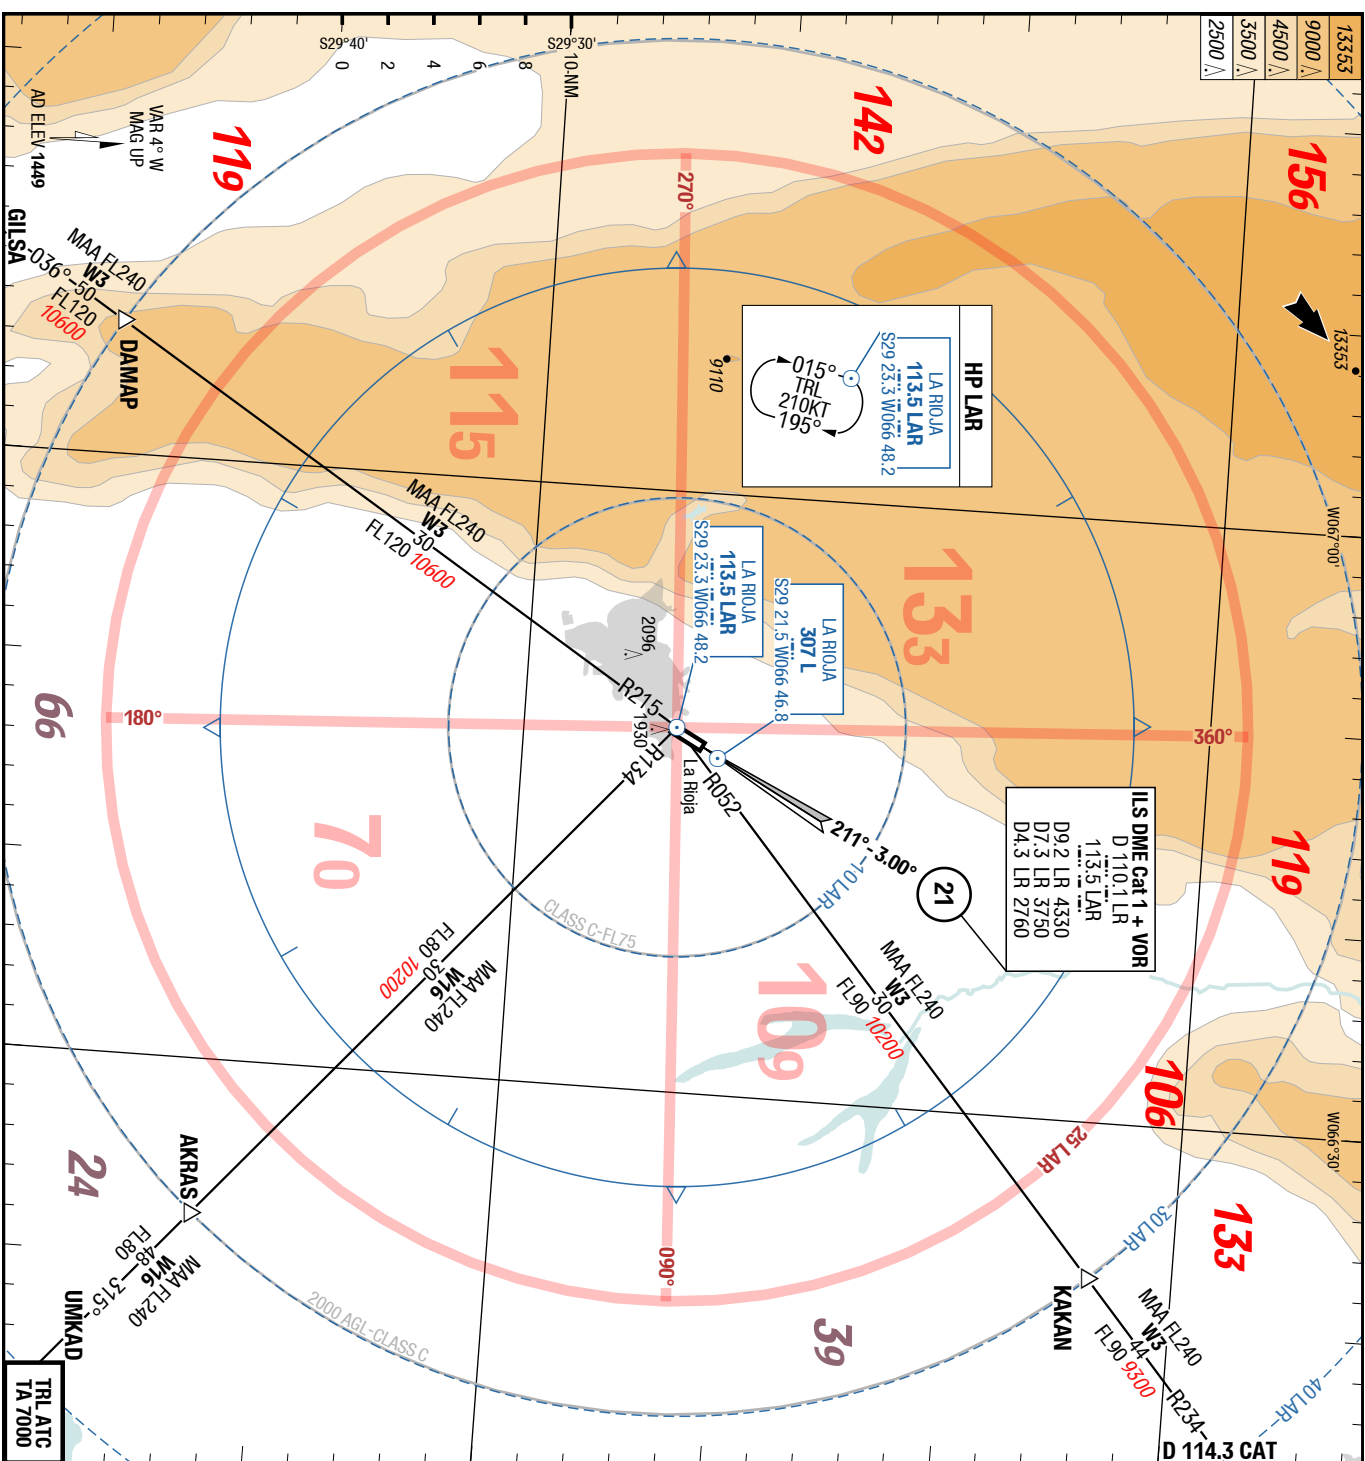 13353
9000
4500
3500
2500
S29°40'
S29°30'
0
2
4
6
8
10-NM
VAR 4° W
MAG UP
AD ELEV 1449
119
142
156
13353
GILSA
036°
50
MAA FL240
W3
FL120
10600
DAMAP
270°
115
9110
HP LAR
LA RIOJA
113.5 LAR
S29 23.3 W066 48.2
015°
TRL
210KT
195°
W067°00'
MAA FL240
W3
30
FL120 10600
133
LA RIOJA
113.5 LAR
S29 23.3 W066 48.2
LA RIOJA
307 L
S29 21.5 W066 46.8
2096
R215
1930
R134
La Rioja
R052
66
180°
360°
70
211°-3.00°
21
ILS DME Cat 1 + VOR
D 110.1 LR
113.5 LAR
D9.2 LR 4330
D7.3 LR 3750
D4.3 LR 2760
119
10 LAR
CLASS C-FL75
MAA FL240
W16
30
FL80 10200
MAA FL240
W3
30
FL90 10200
109
106
W066°30'
25 LAR
24
AKRAS
MAA FL240
W16
48
FL80
315°
UMKAD
090°
2000 AGL-CLASS C
39
30 LAR
133
KAKAN
MAA FL240
W3
44
FL90 9300
R234
40 LAR
D 114.3 CAT
TRL ATC
TA 7000